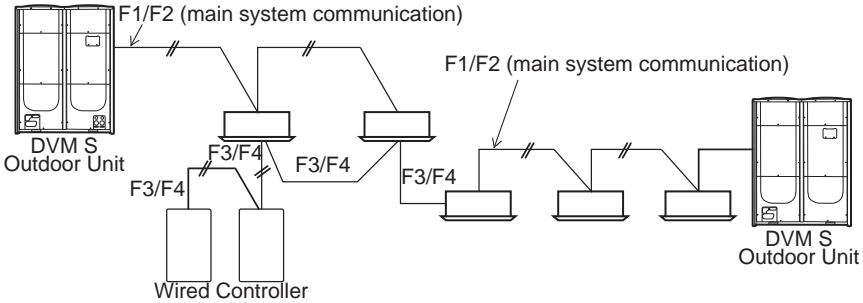 F1/F2 (main system communication)
F1/F2 (main system communication)
DVM S
Outdoor Unit
F3/F4
F3/F4
F3/F4
F3/F4
Wired Controller
DVM S
Outdoor Unit